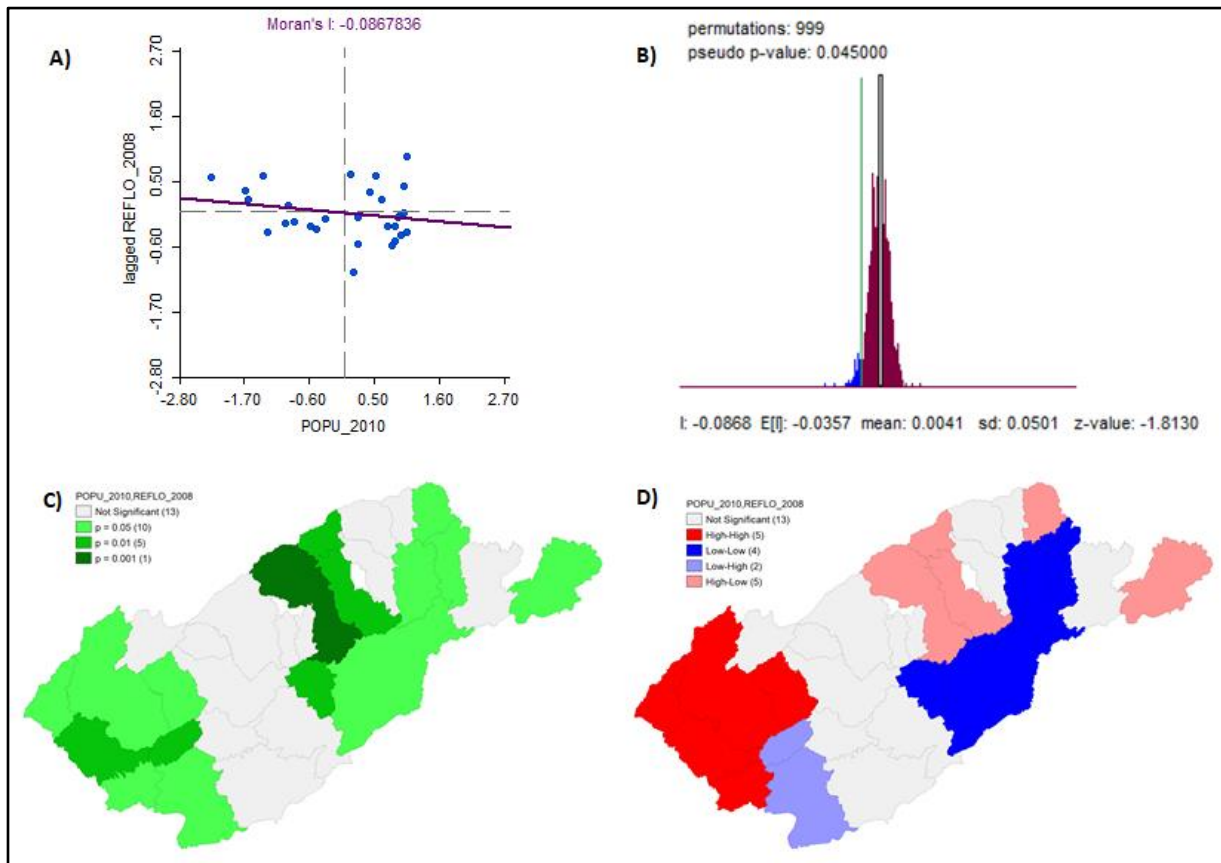 A)
Moran's I: -0.0867836
2.70
1.60
0.50
-0.60
-1.70
-2.80
lagged REFLO_2008
-2.80 -1.70 -0.60 0.50 1.60 2.70
POPU_2010
B)
permutations: 999
pseudo p-value: 0.045000
I: -0.0868 E[I]: -0.0357 mean: 0.0041 sd: 0.0501 z-value: -1.8130
C)
POPU_2010,REFLO_2008
Not Significant (13)
p = 0.05 (10)
p = 0.01 (5)
p = 0.001 (1)
D)
POPU_2010,REFLO_2008
Not Significant (13)
High-High (5)
Low-Low (4)
Low-High (2)
High-Low (5)